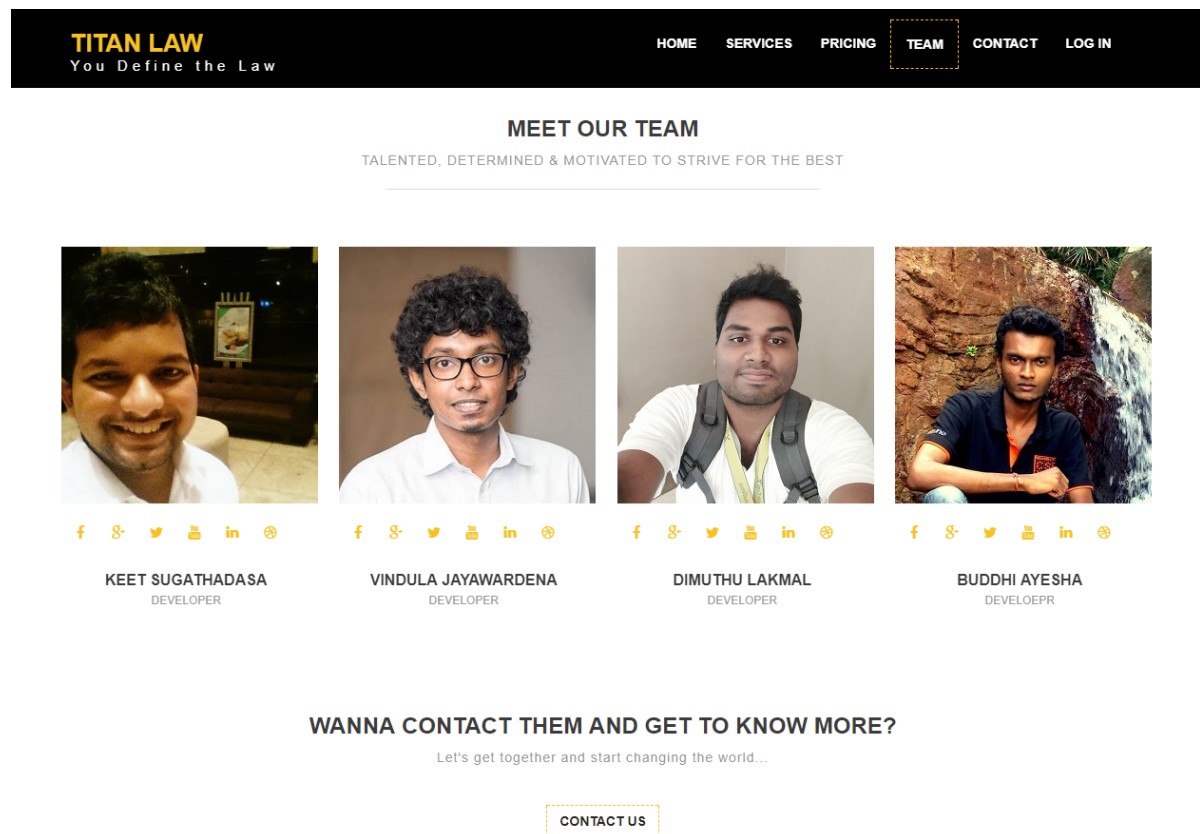 TITAN LAW
You Define the Law
HOME SERVICES PRICING TEAM CONTACT LOG IN
MEET OUR TEAM
TALENTED, DETERMINED & MOTIVATED TO STRIVE FOR THE BEST
KEET SUGATHADASA
DEVELOPER
VINDULA JAYAWARDENA
DEVELOPER
DIMUTHU LAKMAL
DEVELOPER
BUDDHI AYESHA
DEVELOEPR
WANNA CONTACT THEM AND GET TO KNOW MORE?
Let's get together and start changing the world...
CONTACT US